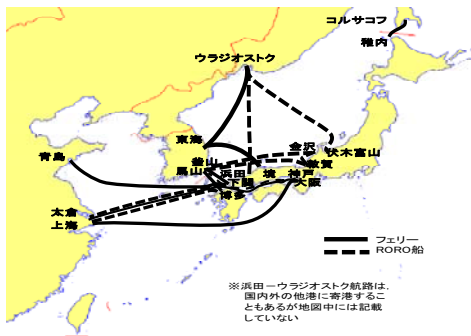 コルサコフ
稚内
ウラジオストク
東海
金沢
伏木富山
青島
釜山
敦賀
馬山
浜田
境
神戸
下関
大阪
博多
太倉
上海
フェリー
RORO船
※浜田－ウラジオストク航路は、
国内外の他港に寄港するこ
ともあるが地図中には記載
していない